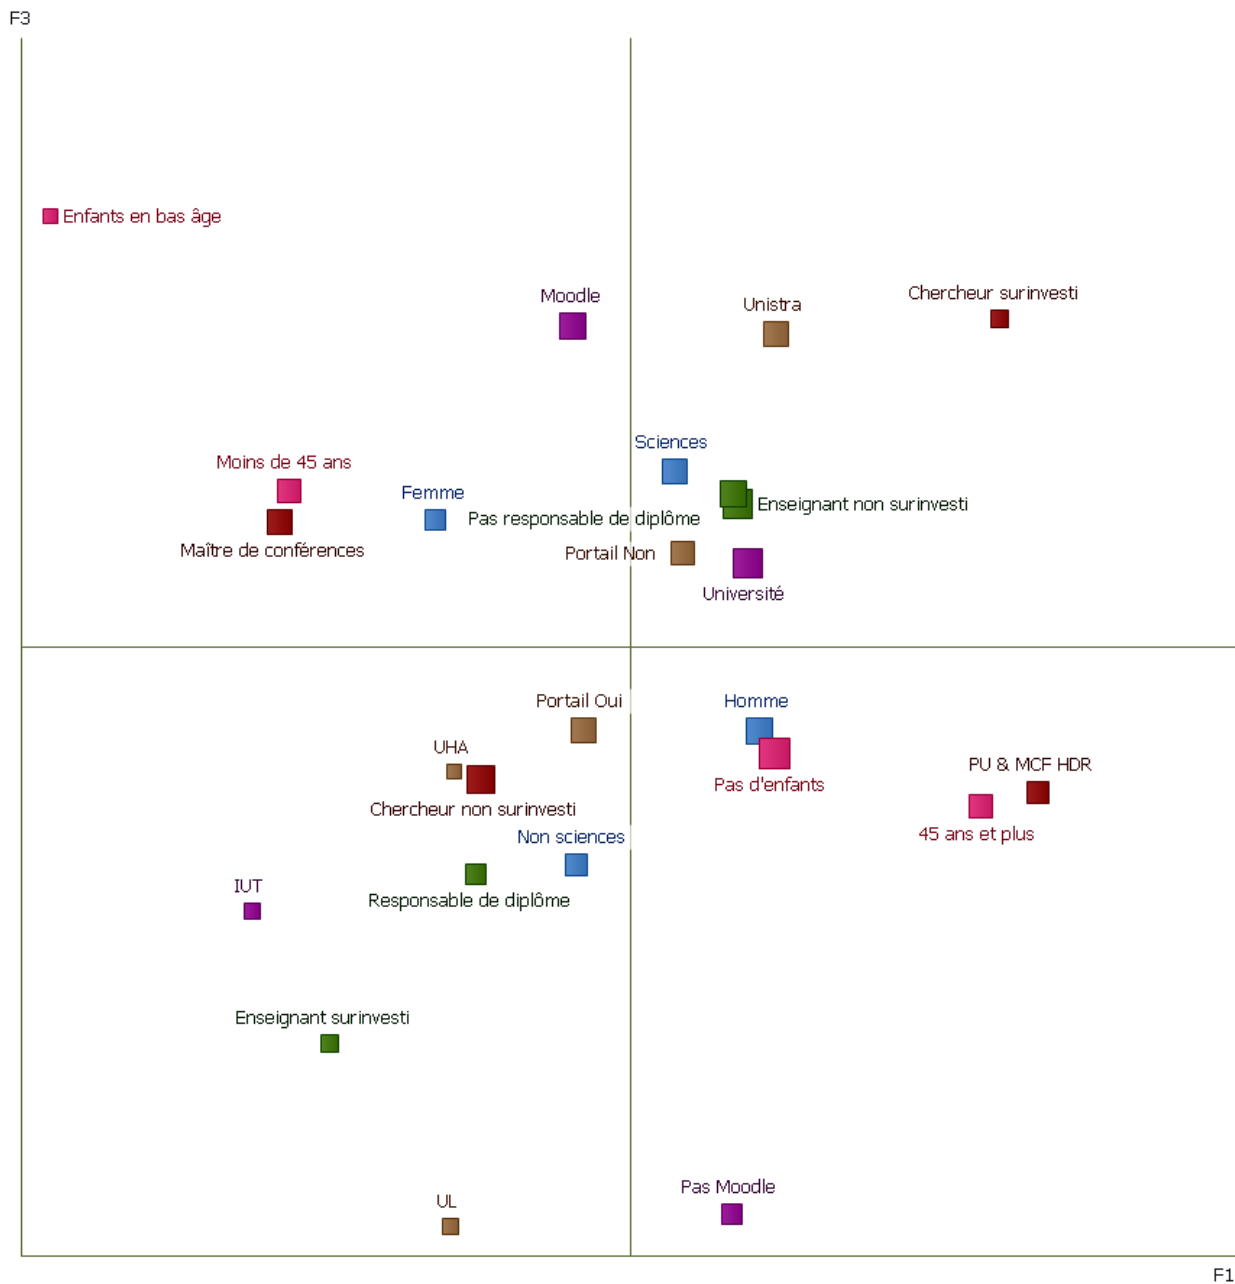 F3
Enfants en bas âge
Moodle
Unistra
Chercheur surinvesti
Sciences
Moins de 45 ans
Femme
Pas responsable de diplôme
Enseignant non surinvesti
Maître de conférences
Portail Non
Université
Portail Oui
Homme
UHA
PU & MCF HDR
Pas d'enfants
Chercheur non surinvesti
45 ans et plus
Non sciences
IUT
Responsable de diplôme
Enseignant surinvesti
Pas Moodle
UL
F1